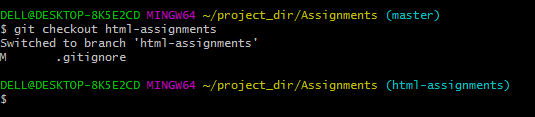 DELL@DESKTOP-8K5E2CD MINGW64 ~/project_dir/Assignments (master)
$ git checkout html-assignments
Switched to branch 'html-assignments'
M       .gitignore
DELL@DESKTOP-8K5E2CD MINGW64 ~/project_dir/Assignments (html-assignments)
$